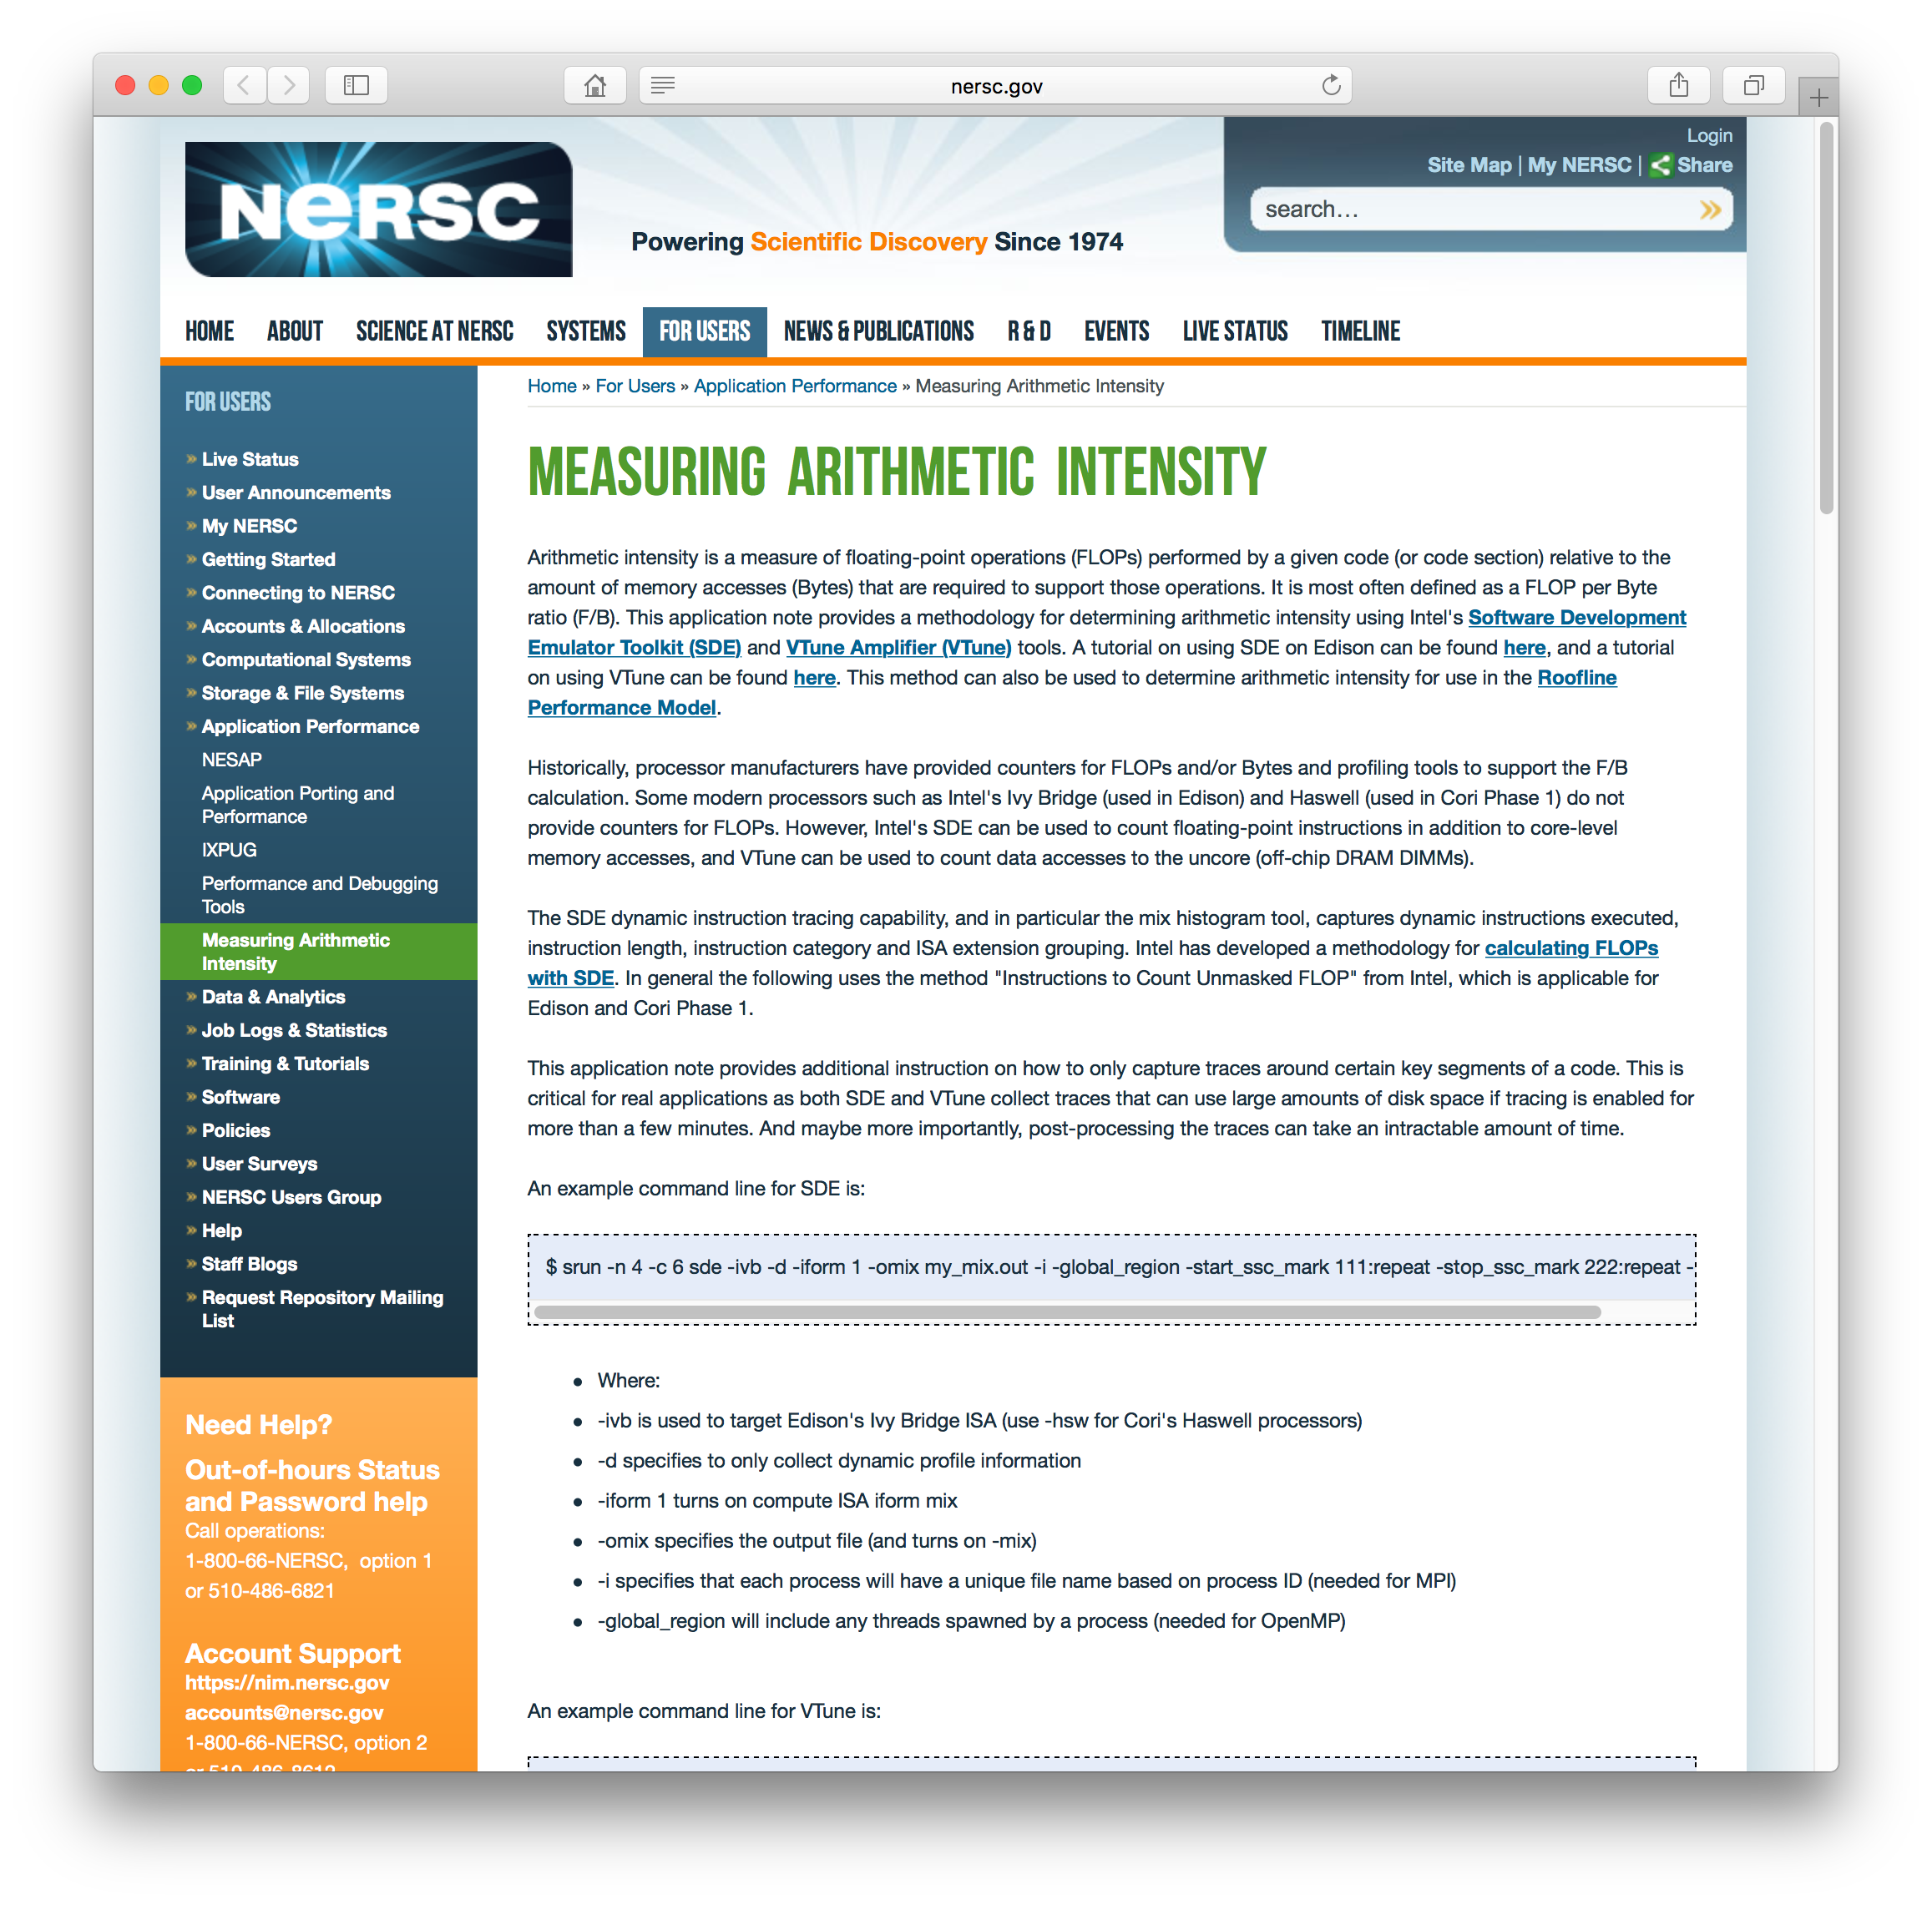 nersc.gov
Login
Site Map | My NERSC | Share
NERSC
search...
Powering Scientific Discovery Since 1974
HOME ABOUT SCIENCE AT NERSC SYSTEMS FOR USERS NEWS & PUBLICATIONS R & D EVENTS LIVE STATUS TIMELINE
FOR USERS
» Live Status
» User Announcements
» My NERSC
» Getting Started
» Connecting to NERSC
» Accounts & Allocations
» Computational Systems
» Storage & File Systems
» Application Performance
NESAP
Application Porting and
Performance
IXPUG
Performance and Debugging
Tools
Measuring Arithmetic
Intensity
» Data & Analytics
» Job Logs & Statistics
» Training & Tutorials
» Software
» Policies
» User Surveys
» NERSC Users Group
» Help
» Staff Blogs
» Request Repository Mailing
List
Need Help?
Out-of-hours Status
and Password help
Call operations:
1-800-66-NERSC, option 1
or 510-486-6821
Account Support
https://nim.nersc.gov
accounts@nersc.gov
1-800-66-NERSC, option 2
or 510-486-8612
Home » For Users » Application Performance » Measuring Arithmetic Intensity
MEASURING ARITHMETIC INTENSITY
Arithmetic intensity is a measure of floating-point operations (FLOPs) performed by a given code (or code section) relative to the
amount of memory accesses (Bytes) that are required to support those operations. It is most often defined as a FLOP per Byte
ratio (F/B). This application note provides a methodology for determining arithmetic intensity using Intel's Software Development
Emulator Toolkit (SDE) and VTune Amplifier (VTune) tools. A tutorial on using SDE on Edison can be found here, and a tutorial
on using VTune can be found here. This method can also be used to determine arithmetic intensity for use in the Roofline
Performance Model.
Historically, processor manufacturers have provided counters for FLOPs and/or Bytes and profiling tools to support the F/B
calculation. Some modern processors such as Intel's Ivy Bridge (used in Edison) and Haswell (used in Cori Phase 1) do not
provide counters for FLOPs. However, Intel's SDE can be used to count floating-point instructions in addition to core-level
memory accesses, and VTune can be used to count data accesses to the uncore (off-chip DRAM DIMMs).
The SDE dynamic instruction tracing capability, and in particular the mix histogram tool, captures dynamic instructions executed,
instruction length, instruction category and ISA extension grouping. Intel has developed a methodology for calculating FLOPs
with SDE. In general the following uses the method "Instructions to Count Unmasked FLOP" from Intel, which is applicable for
Edison and Cori Phase 1.
This application note provides additional instruction on how to only capture traces around certain key segments of a code. This is
critical for real applications as both SDE and VTune collect traces that can use large amounts of disk space if tracing is enabled for
more than a few minutes. And maybe more importantly, post-processing the traces can take an intractable amount of time.
An example command line for SDE is:
$ srun -n 4 -c 6 sde -ivb -d -iform 1 -omix my_mix.out -i -global_region -start_ssc_mark 111:repeat -stop_ssc_mark 222:repeat -
• Where:
• -ivb is used to target Edison's Ivy Bridge ISA (use -hsw for Cori's Haswell processors)
• -d specifies to only collect dynamic profile information
• -iform 1 turns on compute ISA iform mix
• -omix specifies the output file (and turns on -mix)
• -i specifies that each process will have a unique file name based on process ID (needed for MPI)
• -global_region will include any threads spawned by a process (needed for OpenMP)
An example command line for VTune is: